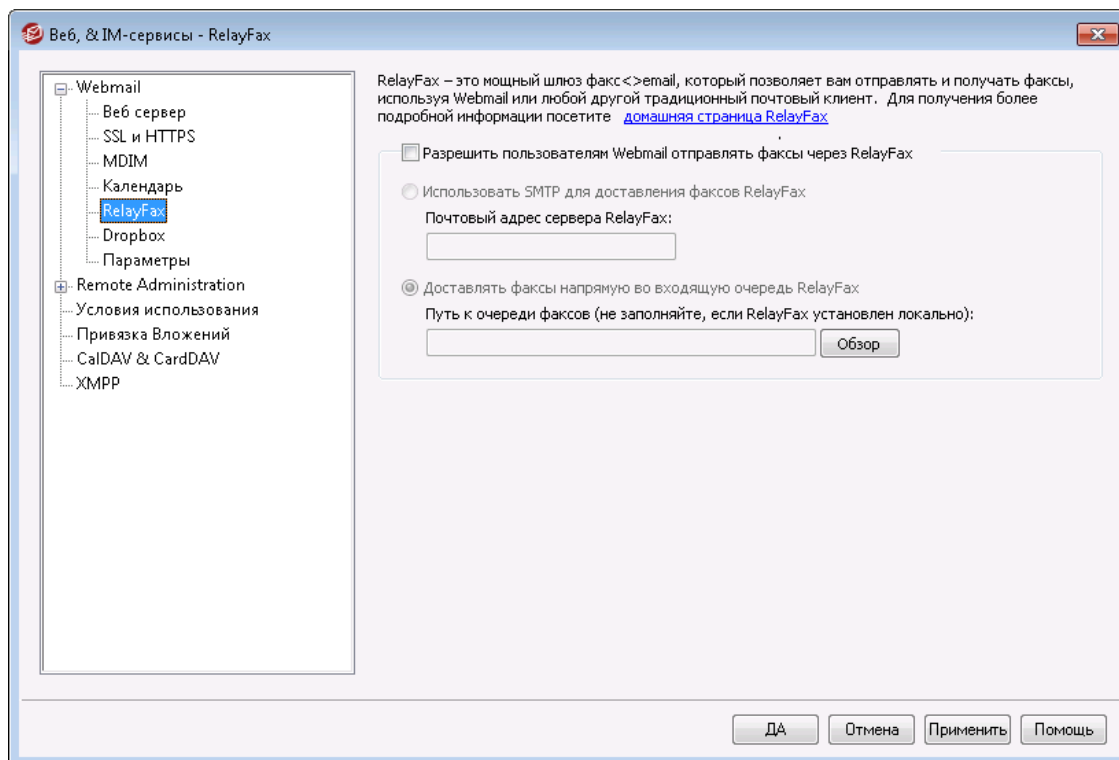 Веб, & IM-сервисы - RelayFax
Webmail
Веб сервер
SSL и HTTPS
MDIM
Календарь
RelayFax
Dropbox
Параметры
Remote Administration
Условия использования
Привязка Вложений
CalDAV & CardDAV
XMPP
RelayFax – это мощный шлюз факс<>email, который позволяет вам отправлять и получать факсы,
используя Webmail или любой другой традиционный почтовый клиент. Для получения более
подробной информации посетите домашняя страница RelayFax
.
Разрешить пользователям Webmail отправлять факсы через RelayFax
Использовать SMTP для доставления факсов RelayFax
Почтовый адрес сервера RelayFax:
Доставлять факсы напрямую во входящую очередь RelayFax
Путь к очереди факсов (не заполняйте, если RelayFax установлен локально):
Обзор
ДА
Отмена
Применить
Помощь